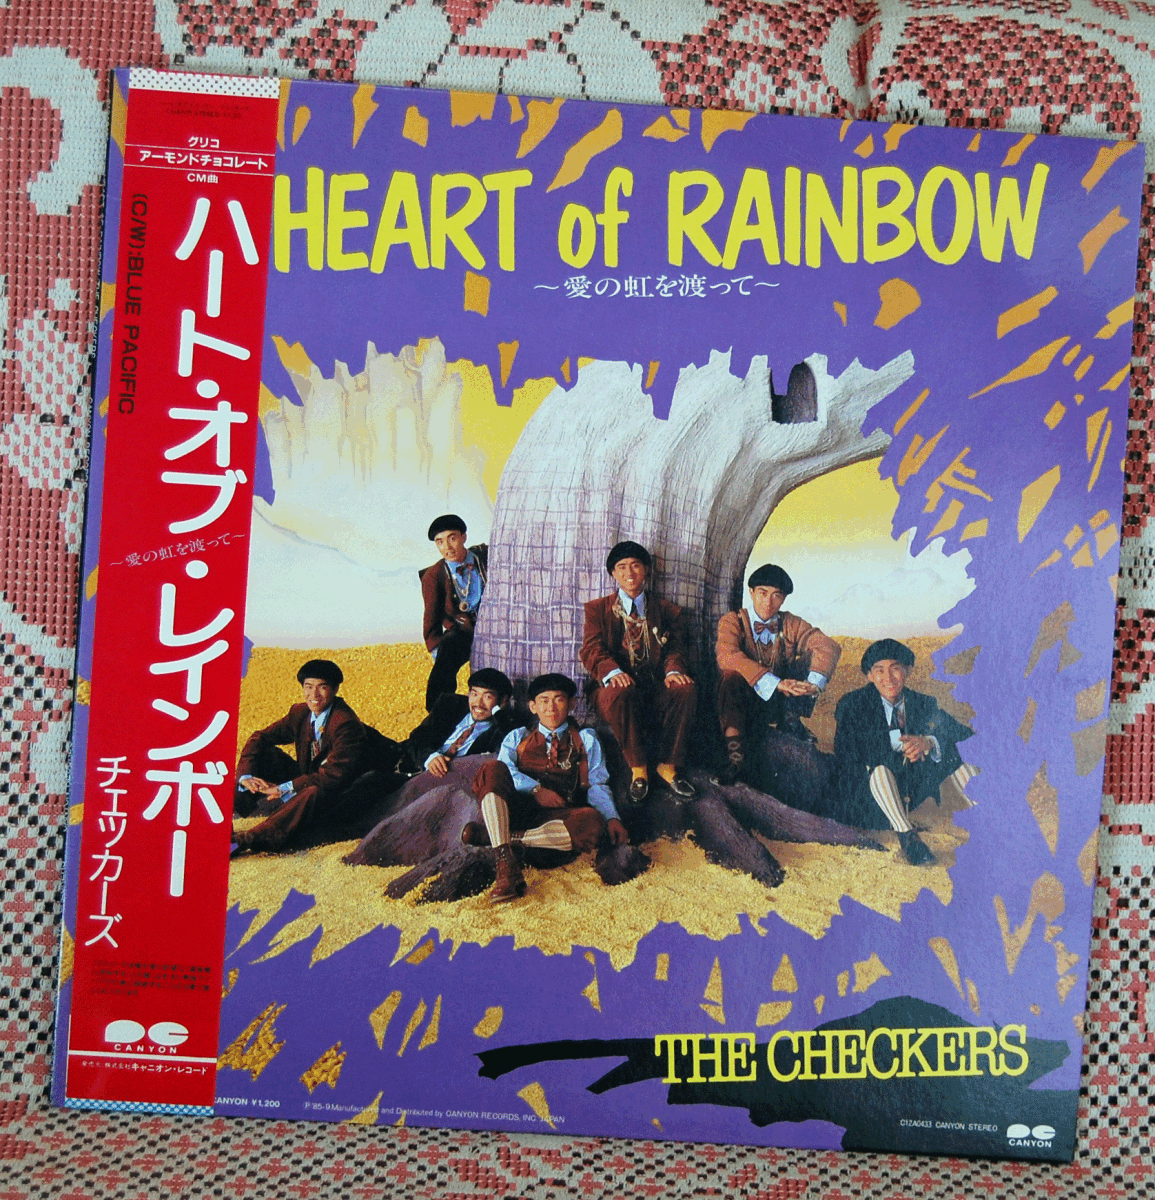 グリコ
アーモンドチョコレート
CM曲
(C/W):BLUE PACIFIC
ハート・オブ・レインボー
～愛の虹を渡って～
チェッカーズ
CANYON
発売元 株式会社キャニオン・レコード
HEART of RAINBOW
～愛の虹を渡って～
THE CHECKERS
CANYON ¥1,200
P'85-9 Manufactured and Distributed by CANYON RECORDS, INC. JAPAN
C12A0433 CANYON STEREO
CANYON